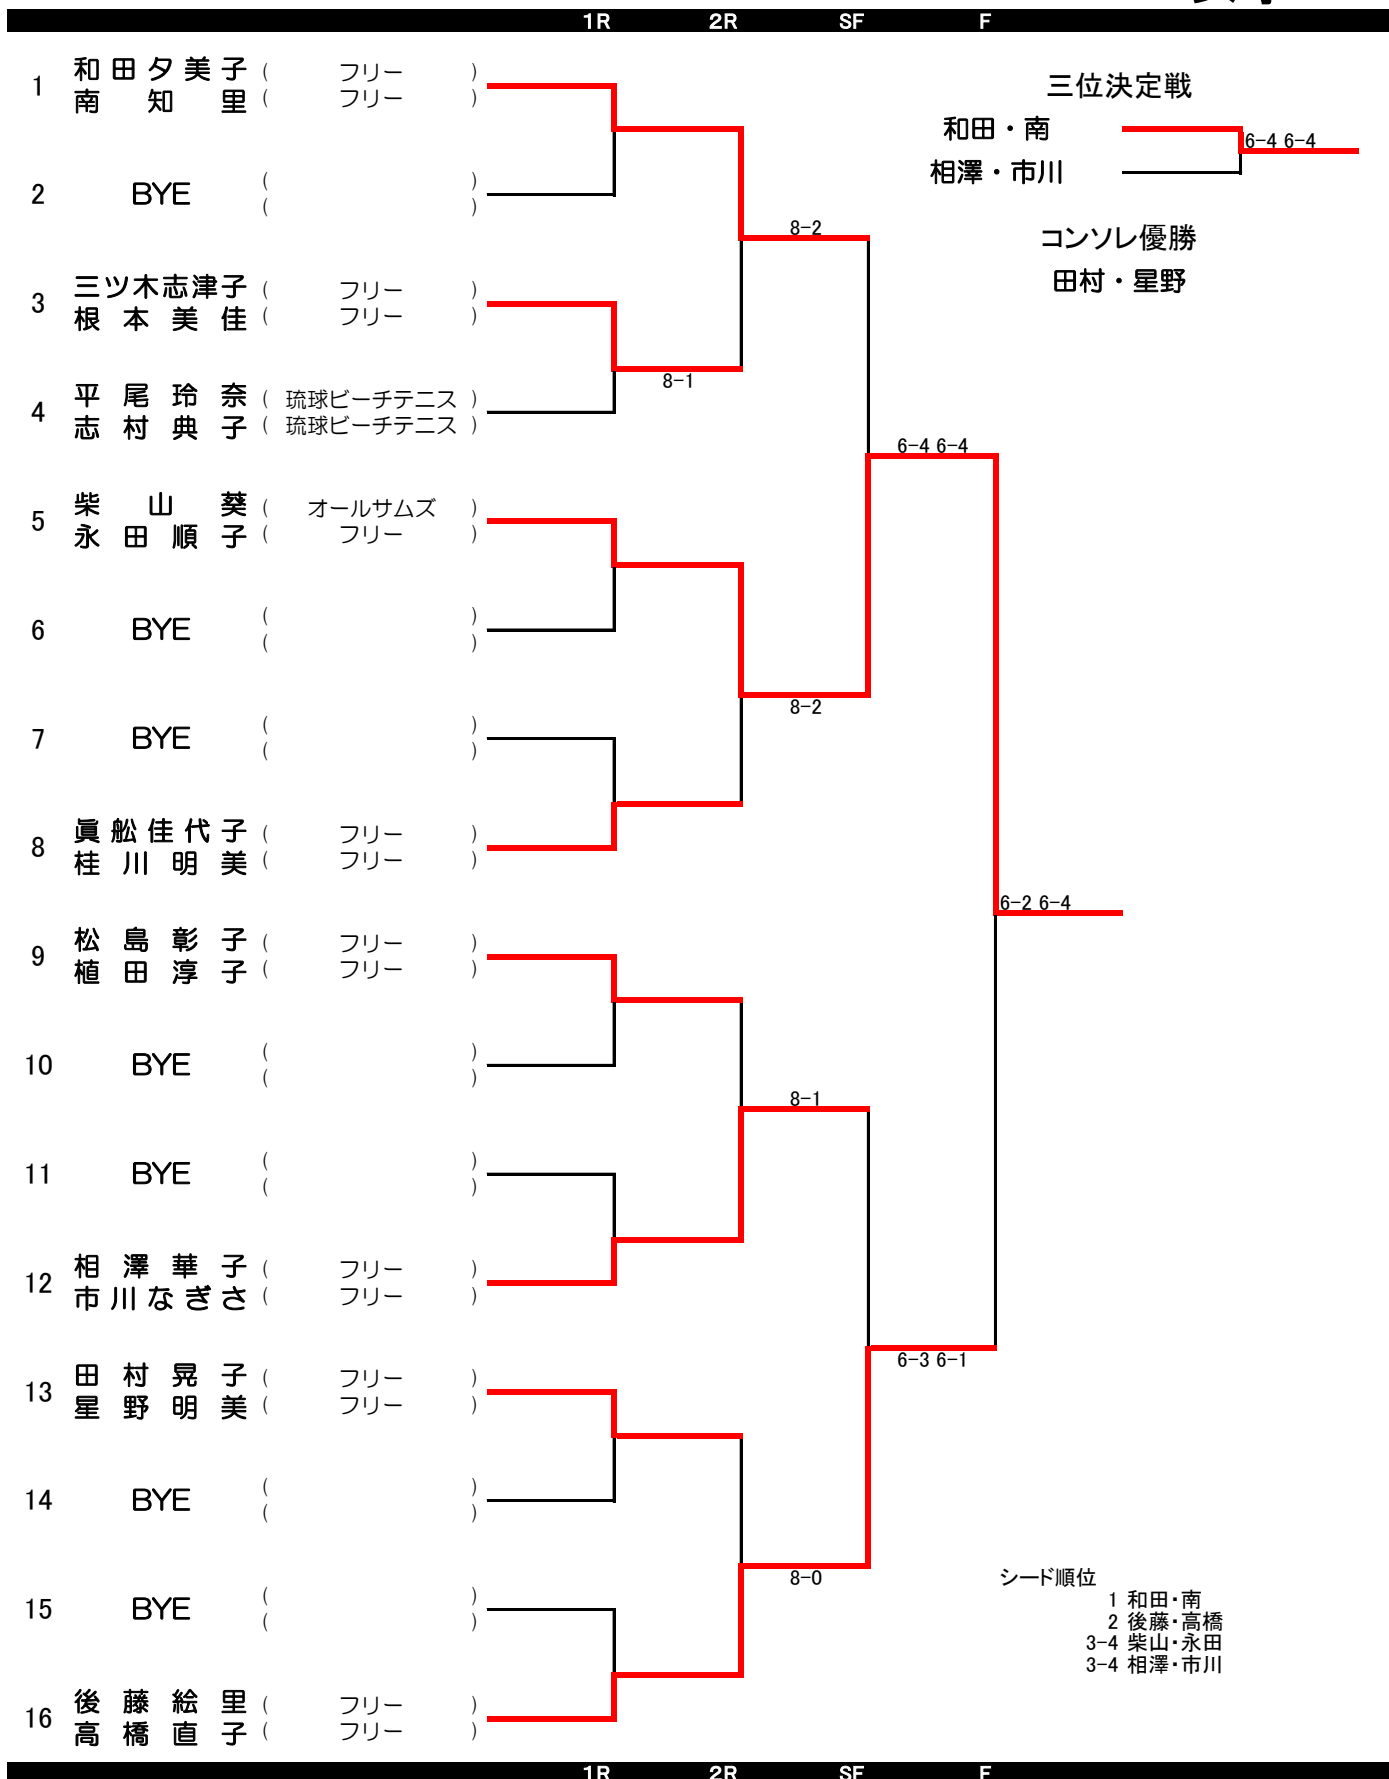 1R 2R SF F
1 和田夕美子 ( フリー )
南知里 ( フリー )
2 BYE ( )
( )
3 三ツ木志津子 ( フリー )
根本美佳 ( フリー )
4 平尾玲奈 ( 琉球ビーチテニス )
志村典子 ( 琉球ビーチテニス )
5 柴山葵 ( オールサムズ )
永田順子 ( フリー )
6 BYE ( )
( )
7 BYE ( )
( )
8 眞舩佳代子 ( フリー )
桂川明美 ( フリー )
9 松島彰子 ( フリー )
植田淳子 ( フリー )
10 BYE ( )
( )
11 BYE ( )
( )
12 相澤華子 ( フリー )
市川なぎさ ( フリー )
13 田村晃子 ( フリー )
星野明美 ( フリー )
14 BYE ( )
( )
15 BYE ( )
( )
16 後藤絵里 ( フリー )
高橋直子 ( フリー )
8-1
8-2
8-2
8-1
8-0
6-4 6-4
6-3 6-1
6-2 6-4
三位決定戦
和田・南
6-4 6-4
相澤・市川
コンソレ優勝
田村・星野
シード順位
1 和田・南
2 後藤・高橋
3-4 柴山・永田
3-4 相澤・市川
1R 2R SF F